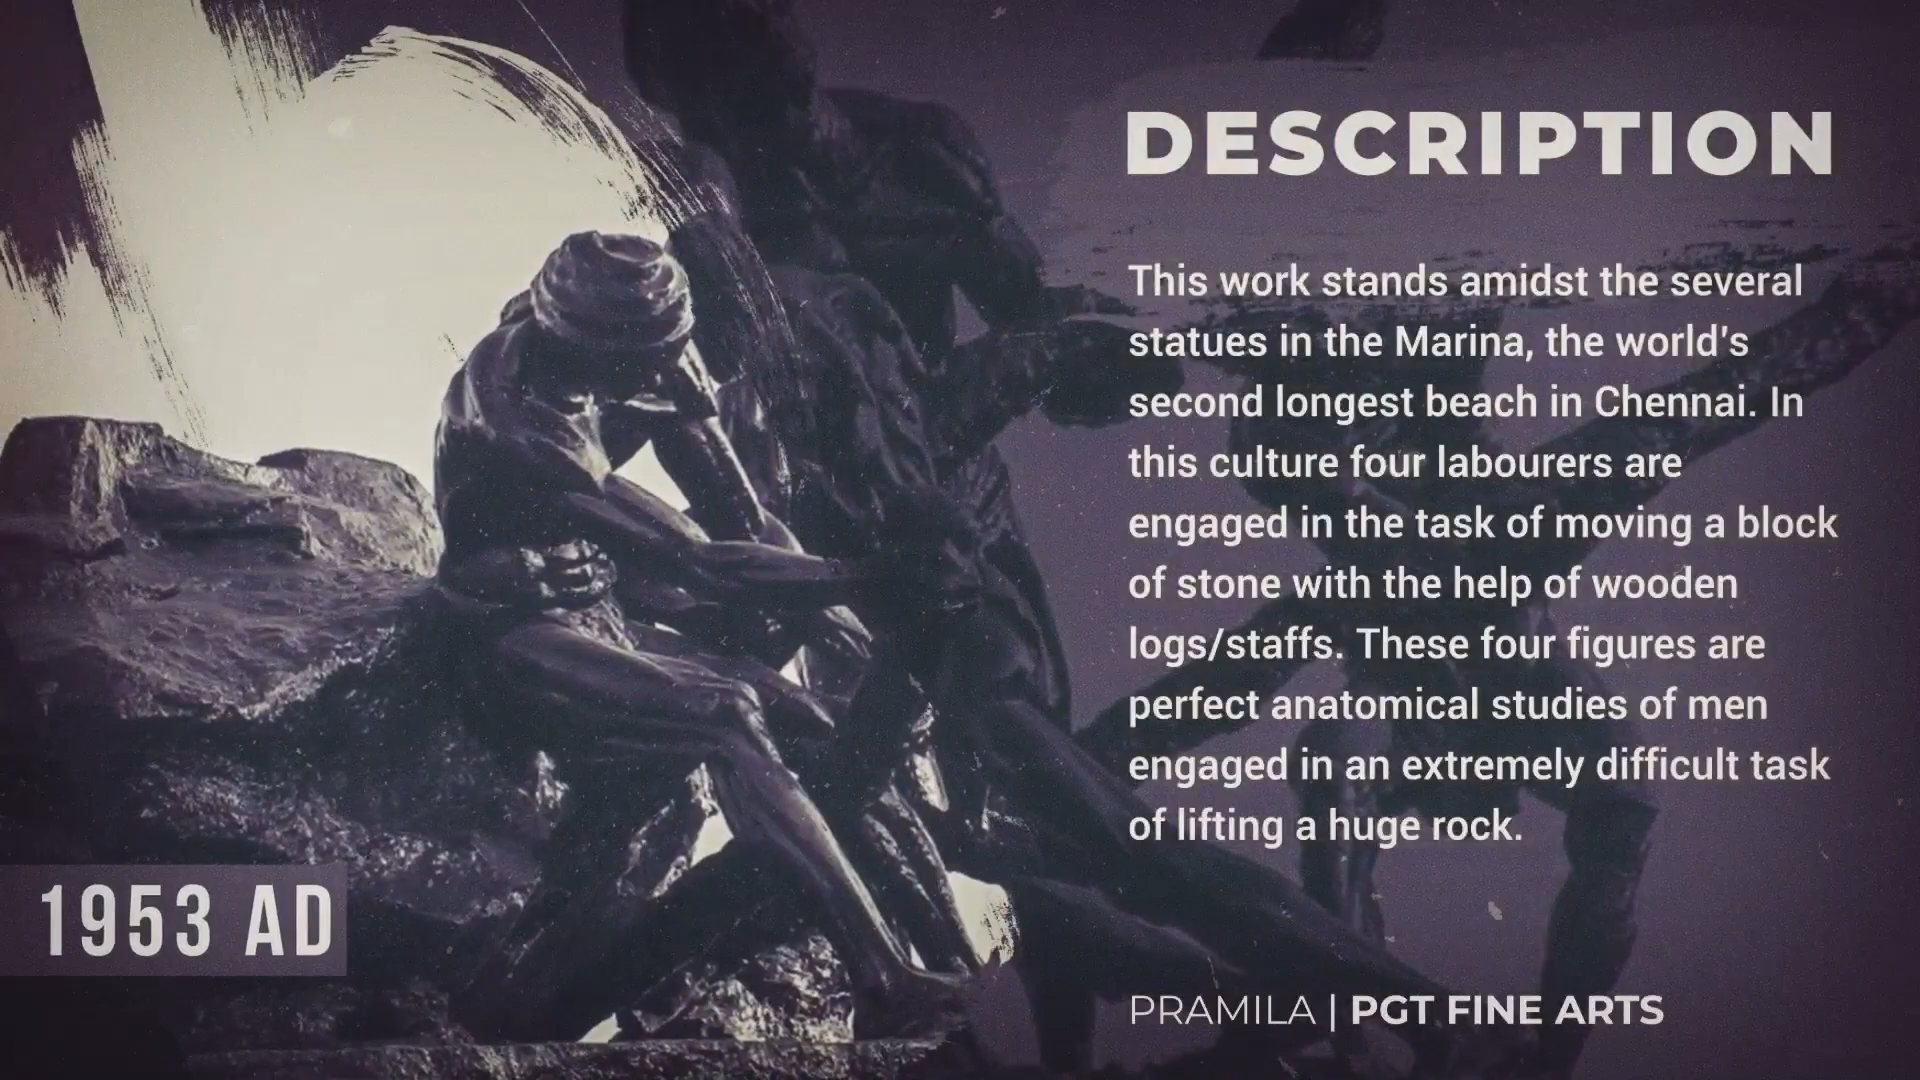 DESCRIPTION
This work stands amidst the several
statues in the Marina, the world's
second longest beach in Chennai. In
this culture four labourers are
engaged in the task of moving a block
of stone with the help of wooden
logs/staffs. These four figures are
perfect anatomical studies of men
engaged in an extremely difficult task
of lifting a huge rock.
1953 AD
PRAMILA | PGT FINE ARTS